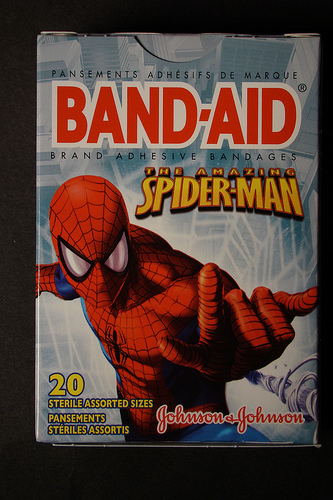 PANSEMENTS ADHÉSIFS DE MARQUE
BAND-AID®
BRAND ADHESIVE BANDAGES
THE AMAZING
SPIDER-MAN
20
STERILE ASSORTED SIZES
PANSEMENTS
STÉRILES ASSORTIS
Johnson & Johnson